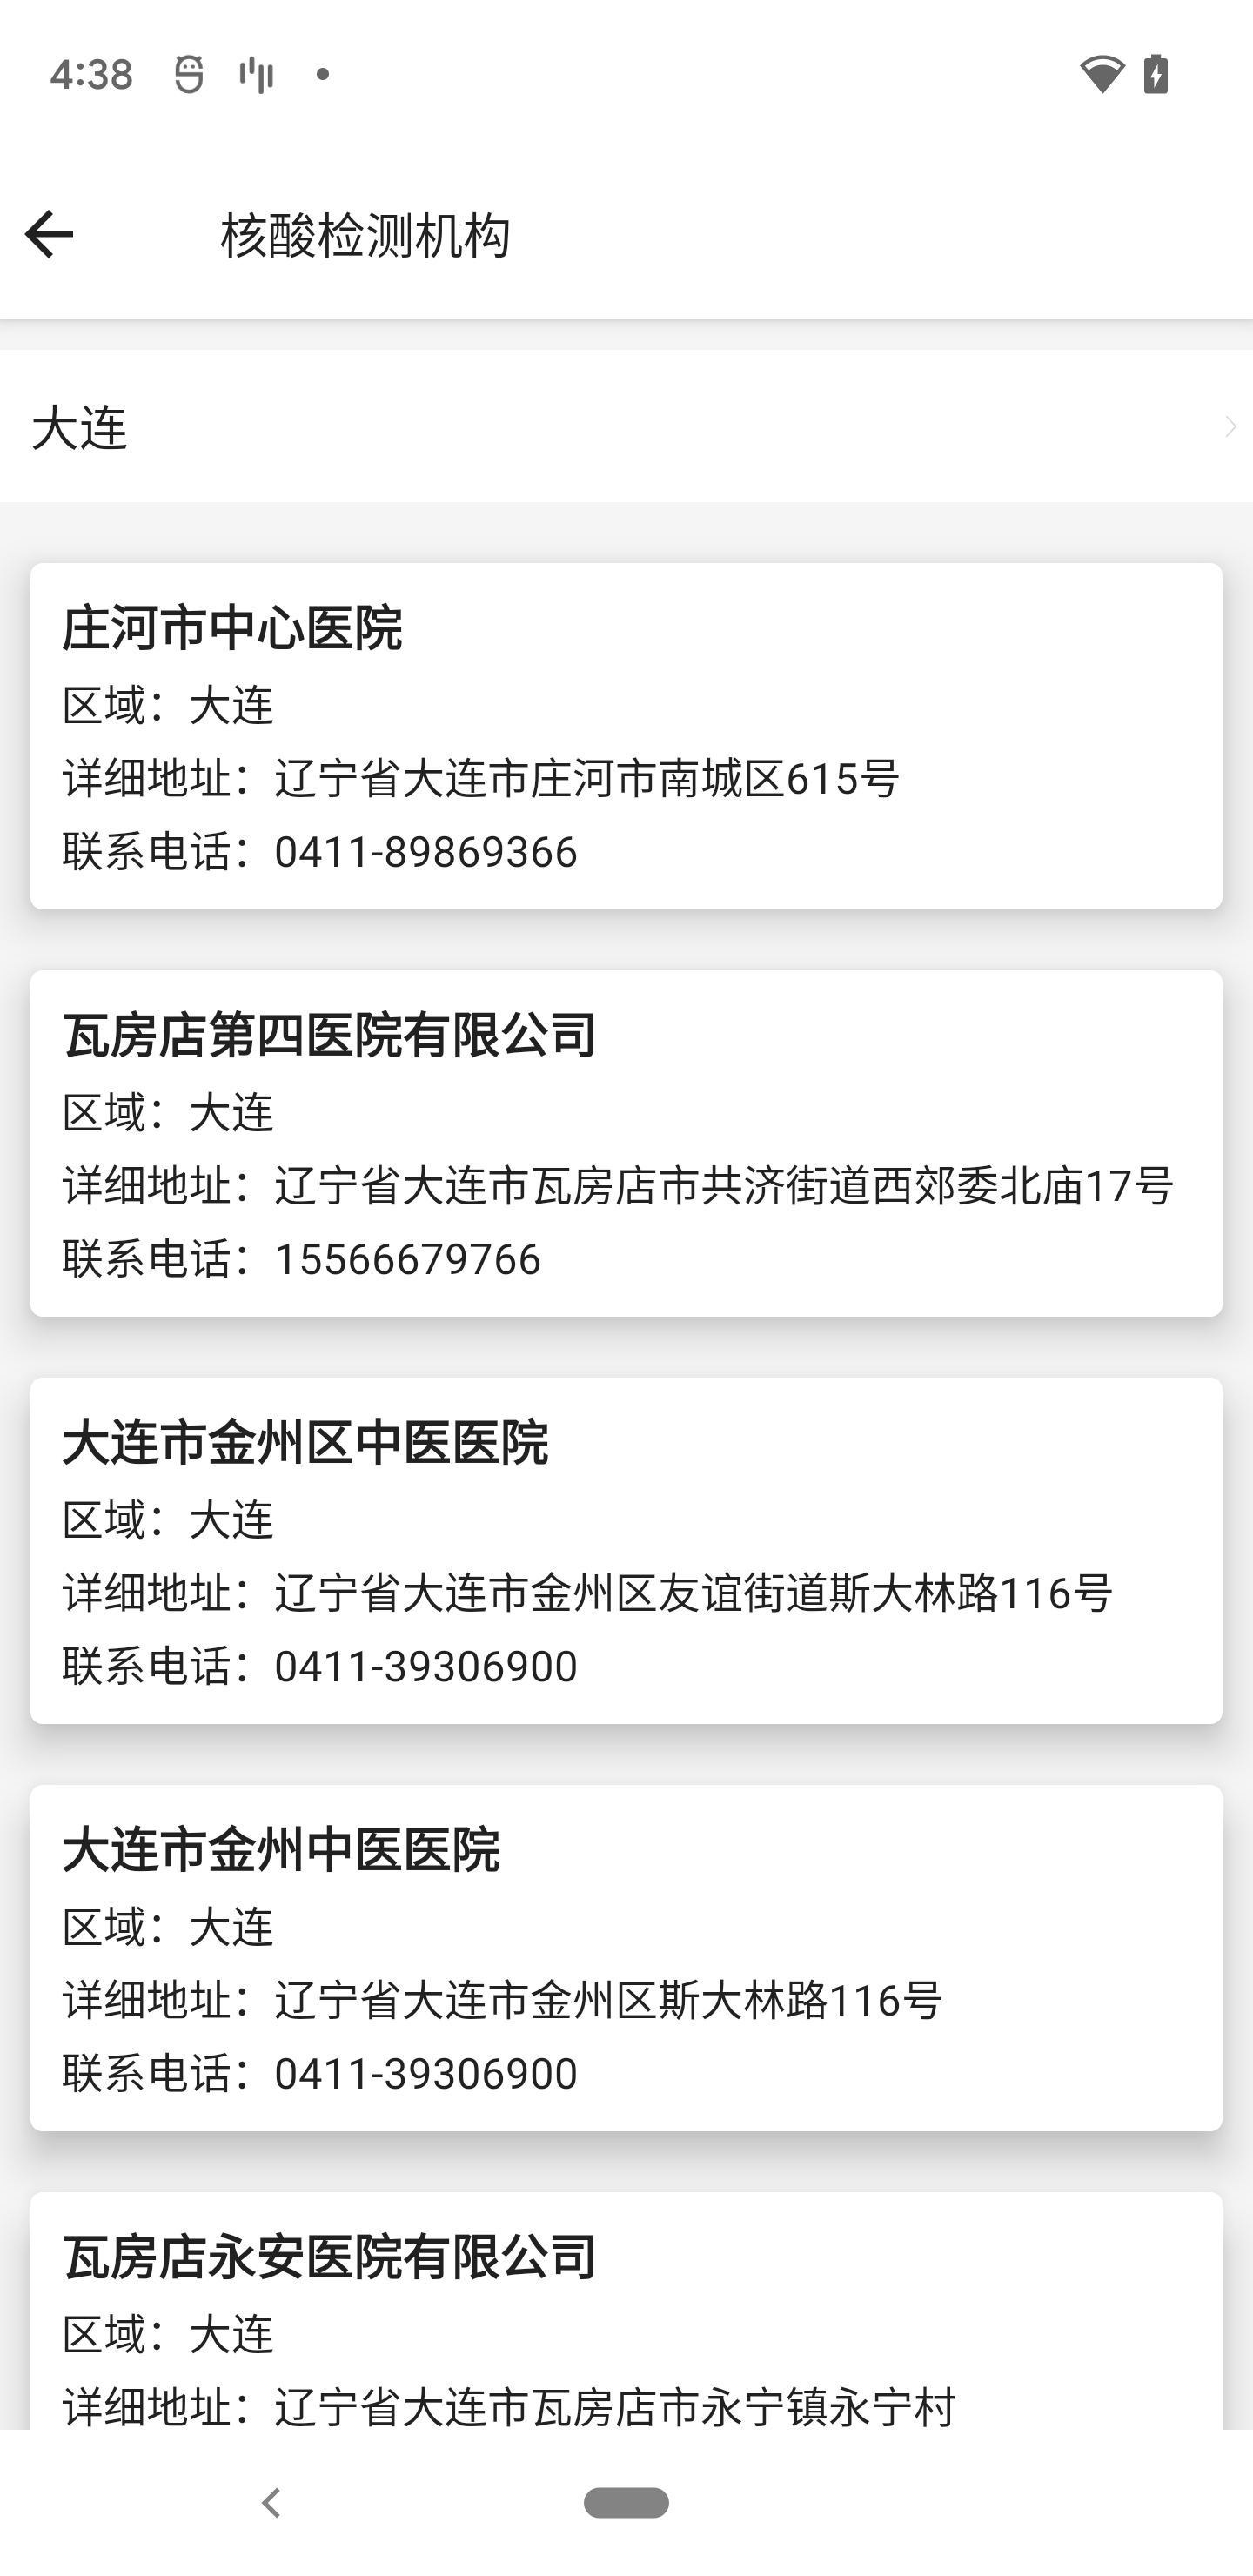 4:38
核酸检测机构
大连
庄河市中心医院
区域：大连
详细地址：辽宁省大连市庄河市南城区615号
联系电话：0411-89869366
瓦房店第四医院有限公司
区域：大连
详细地址：辽宁省大连市瓦房店市共济街道西郊委北庙17号
联系电话：15566679766
大连市金州区中医医院
区域：大连
详细地址：辽宁省大连市金州区友谊街道斯大林路116号
联系电话：0411-39306900
大连市金州中医医院
区域：大连
详细地址：辽宁省大连市金州区斯大林路116号
联系电话：0411-39306900
瓦房店永安医院有限公司
区域：大连
详细地址：辽宁省大连市瓦房店市永宁镇永宁村